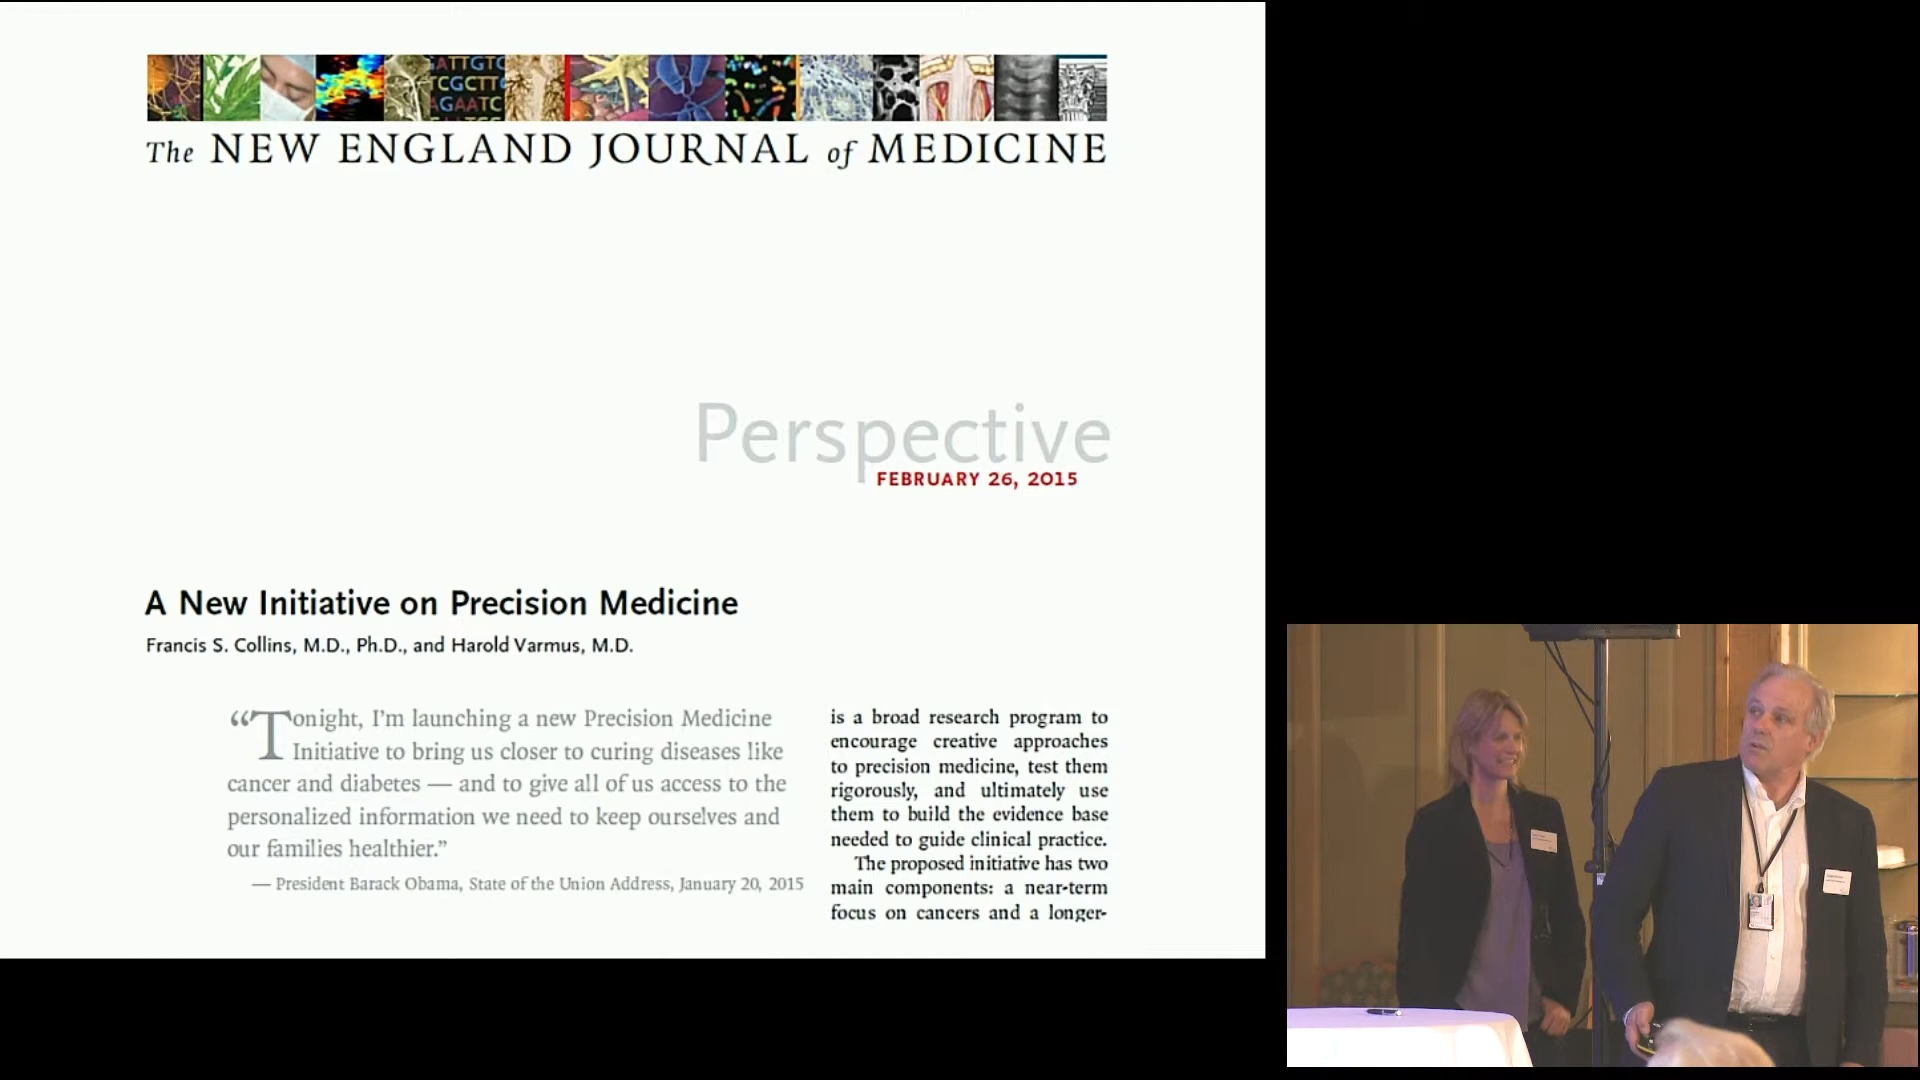 ATTGTC
TCGCTT
AGAATC
The NEW ENGLAND JOURNAL of MEDICINE
Perspective
FEBRUARY 26, 2015
A New Initiative on Precision Medicine
Francis S. Collins, M.D., Ph.D., and Harold Varmus, M.D.
“Tonight, I’m launching a new Precision Medicine
Initiative to bring us closer to curing diseases like
cancer and diabetes — and to give all of us access to the
personalized information we need to keep ourselves and
our families healthier.”
— President Barack Obama, State of the Union Address, January 20, 2015
is a broad research program to
encourage creative approaches
to precision medicine, test them
rigorously, and ultimately use
them to build the evidence base
needed to guide clinical practice.
The proposed initiative has two
main components: a near-term
focus on cancers and a longer-